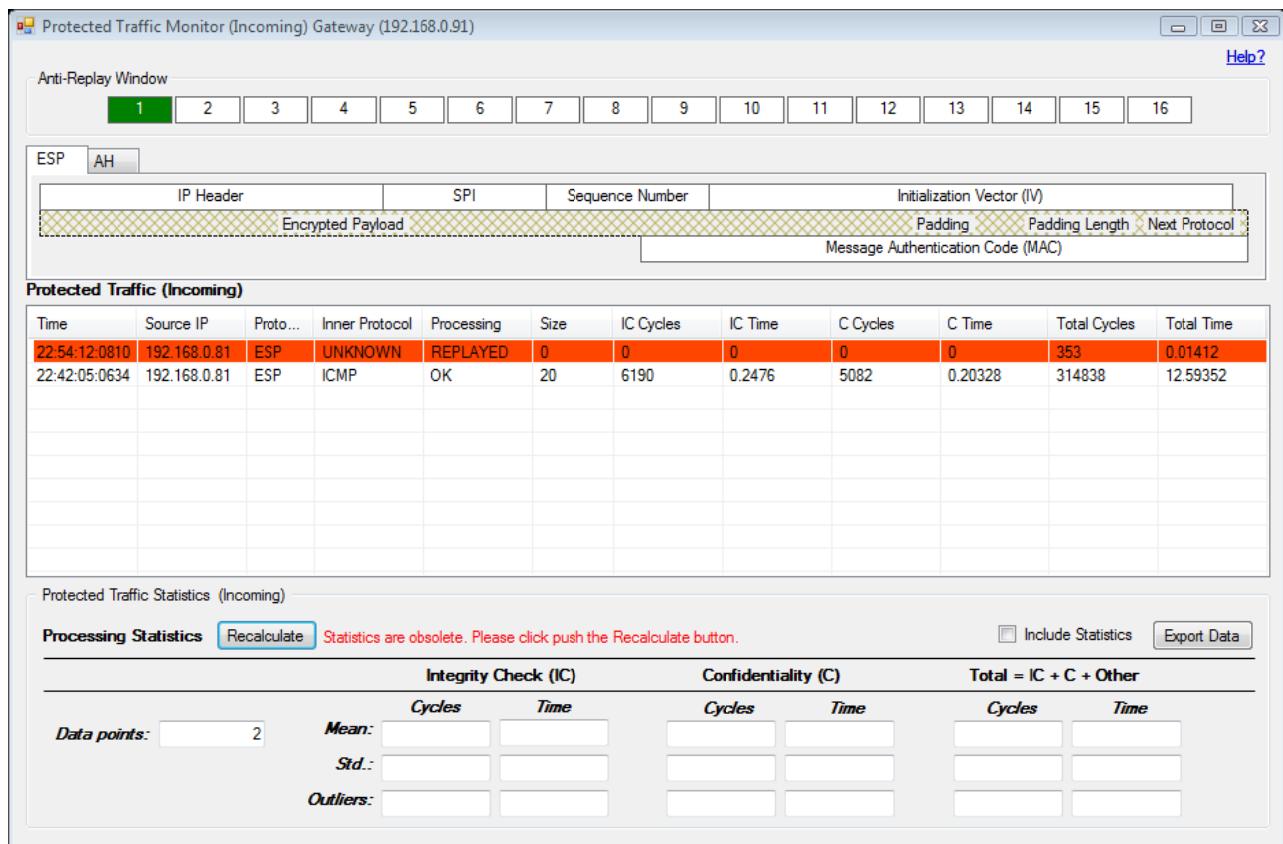 Protected Traffic Monitor (Incoming) Gateway (192.168.0.91)
Help?
Anti-Replay Window
1 2 3 4 5 6 7 8 9 10 11 12 13 14 15 16
ESP AH
IP Header SPI Sequence Number Initialization Vector (IV)
Encrypted Payload Padding Padding Length Next Protocol
Message Authentication Code (MAC)
Protected Traffic (Incoming)
Time Source IP Proto... Inner Protocol Processing Size IC Cycles IC Time C Cycles C Time Total Cycles Total Time
22:54:12:0810 192.168.0.81 ESP UNKNOWN REPLAYED 0 0 0 0 0 353 0.01412
22:42:05:0634 192.168.0.81 ESP ICMP OK 20 6190 0.2476 5082 0.20328 314838 12.59352
Protected Traffic Statistics (Incoming)
Processing Statistics Recalculate Statistics are obsolete. Please click push the Recalculate button. Include Statistics Export Data
Integrity Check (IC) Confidentiality (C) Total = IC + C + Other
Cycles Time Cycles Time Cycles Time
Data points: 2 Mean:
Std.:
Outliers: